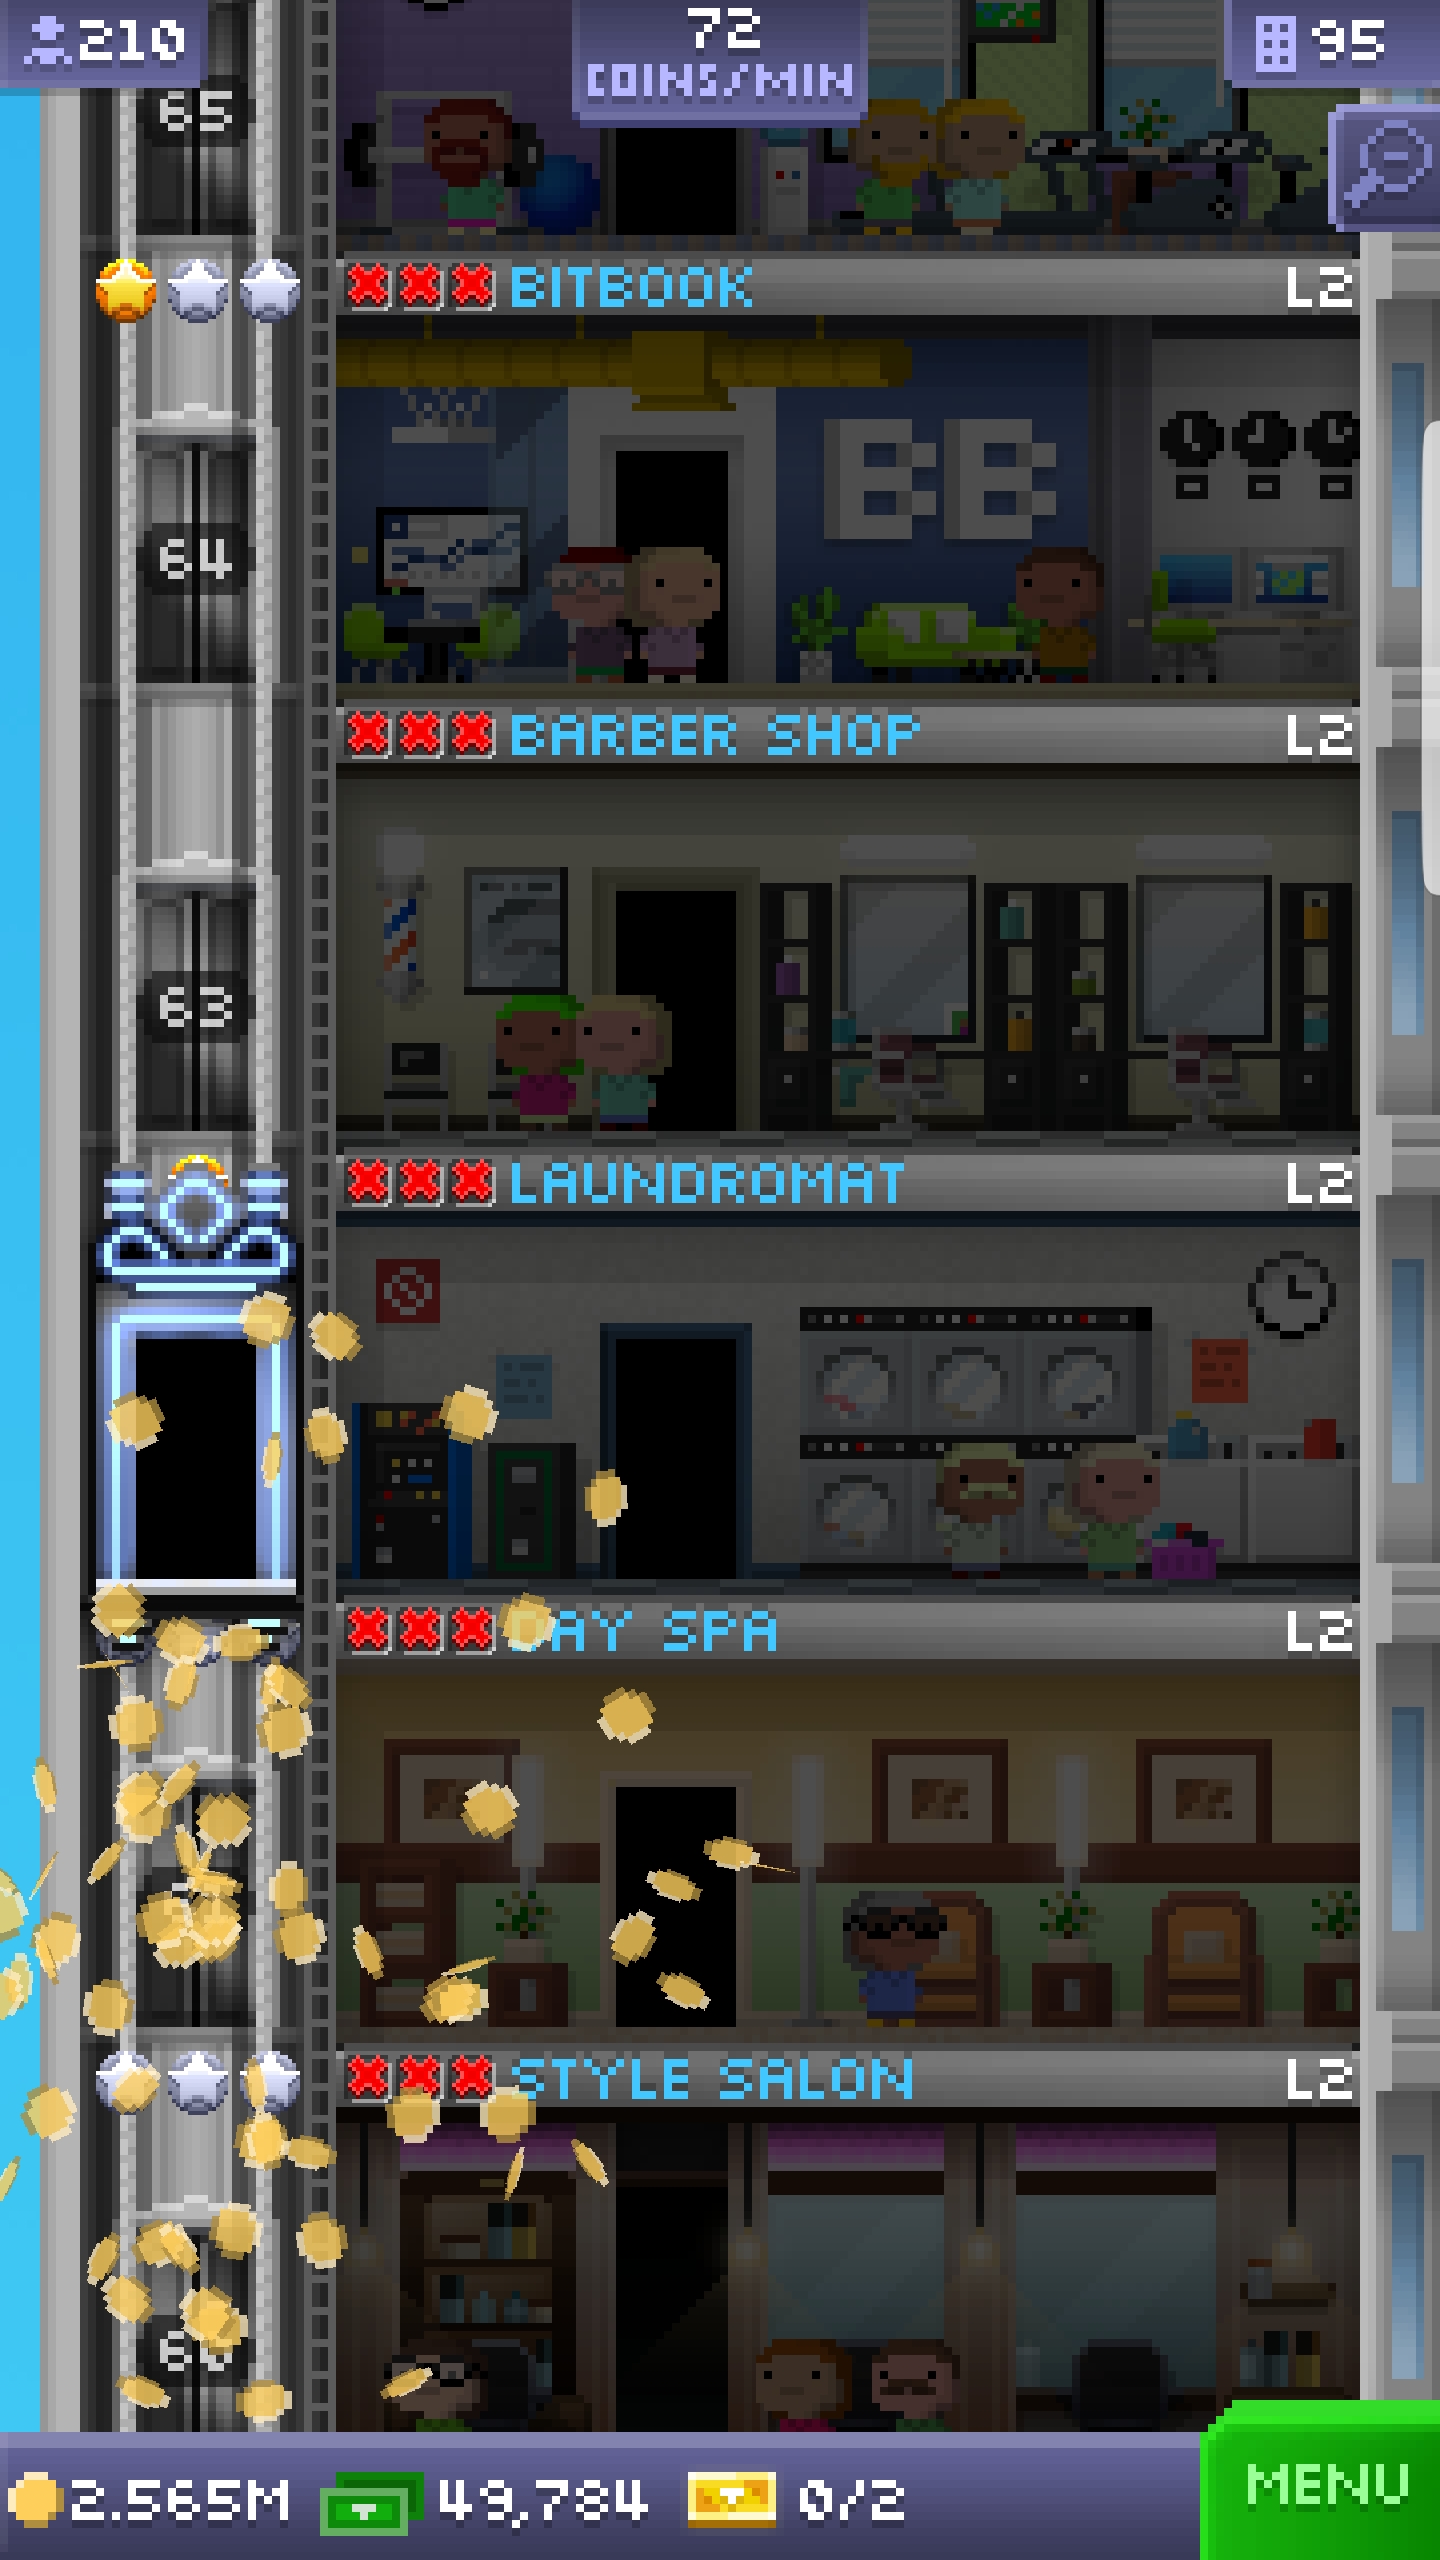 210
72
COINS/MIN
95
65
BITBOOK L2
BB
64
BARBER SHOP L2
63
LAUNDROMAT L2
DAY SPA L2
STYLE SALON L2
2.565M 49,784 0/2 MENU